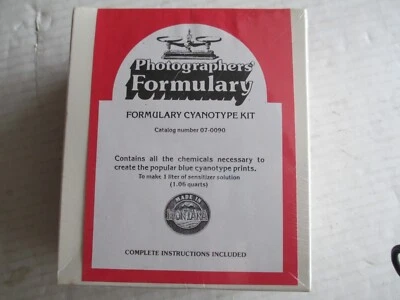 Photographers'
Formulary
FORMULARY CYANOTYPE KIT
Catalog number 07-0090
Contains all the chemicals necessary to
create the popular blue cyanotype prints.
To make 1 liter of sensitizer solution
(1.06 quarts)
MADE IN
MONTANA
COMPLETE INSTRUCTIONS INCLUDED